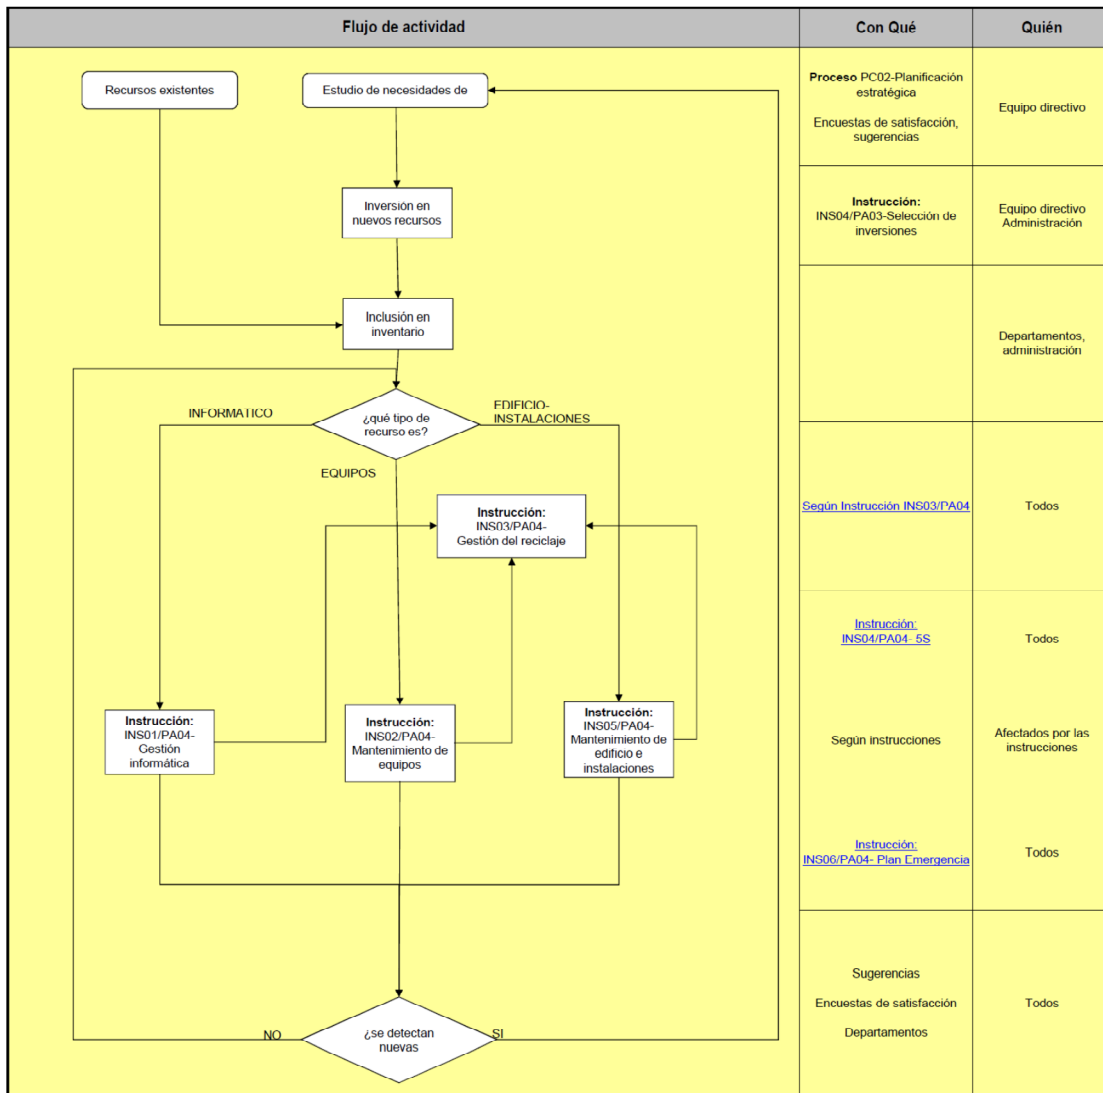 Flujo de actividad
Con Qué
Quién
Recursos existentes
Estudio de necesidades de
Proceso PC02-Planificación
estratégica
Encuestas de satisfacción,
sugerencias
Equipo directivo
Inversión en
nuevos recursos
Instrucción:
INS04/PA03-Selección de
inversiones
Equipo directivo
Administración
Inclusión en
inventario
Departamentos,
administración
INFORMATICO
¿qué tipo de
recurso es?
EDIFICIO-
INSTALACIONES
EQUIPOS
Instrucción:
INS03/PA04-
Gestión del reciclaje
Según Instrucción INS03/PA04
Todos
Instrucción:
INS04/PA04- 5S
Todos
Instrucción:
INS01/PA04-
Gestión
informática
Instrucción:
INS02/PA04-
Mantenimiento de
equipos
Instrucción:
INS05/PA04-
Mantenimiento de
edificio e
instalaciones
Según instrucciones
Afectados por las
instrucciones
Instrucción:
INS06/PA04- Plan Emergencia
Todos
NO
¿se detectan
nuevas
SI
Sugerencias
Encuestas de satisfacción
Departamentos
Todos